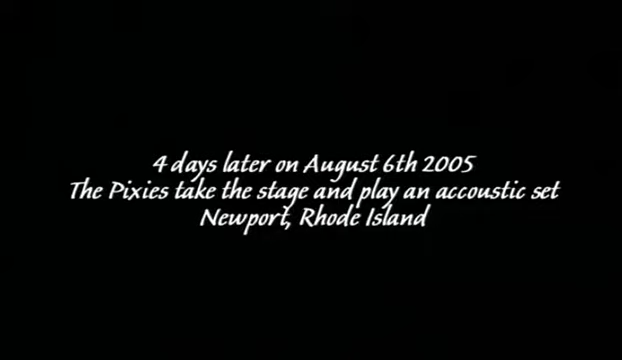 4 days later on August 6th 2005
The Pixies take the stage and play an accoustic set
Newport, Rhode Island